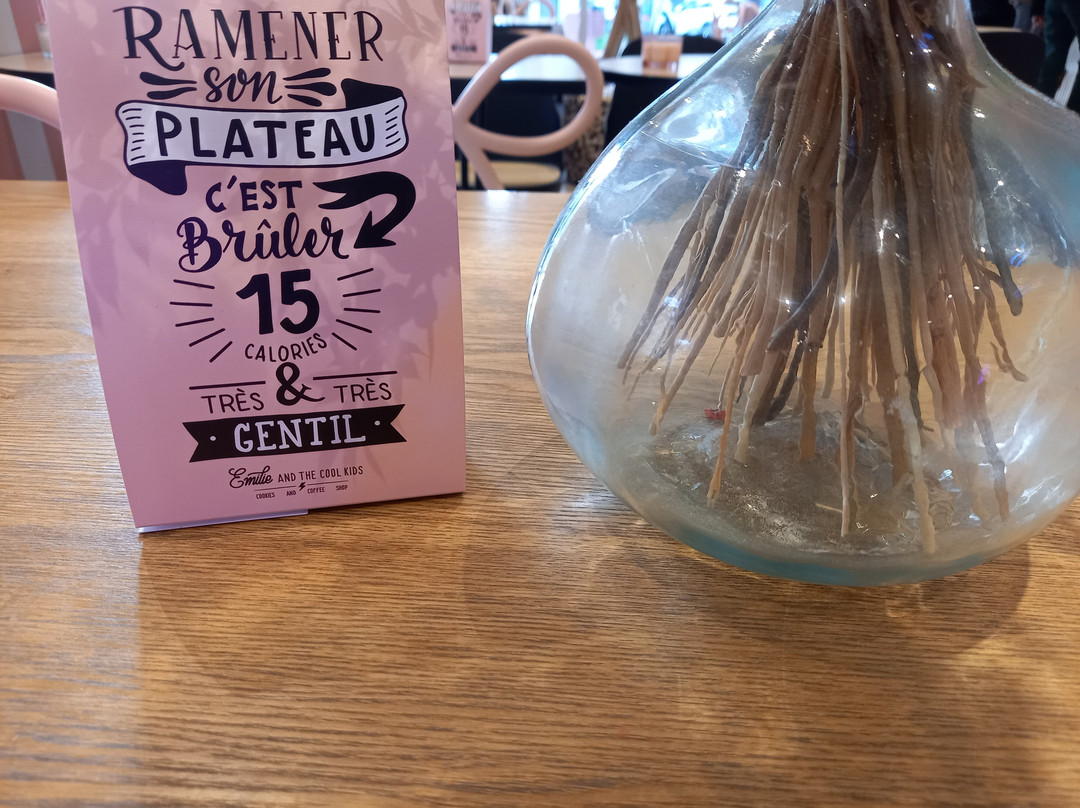 RAMENER
son
PLATEAU
C'EST
Brûler
15
CALORIES
&
TRÈS TRÈS
GENTIL
Emilie AND THE COOL KIDS
COOKIES AND COFFEE SHOP